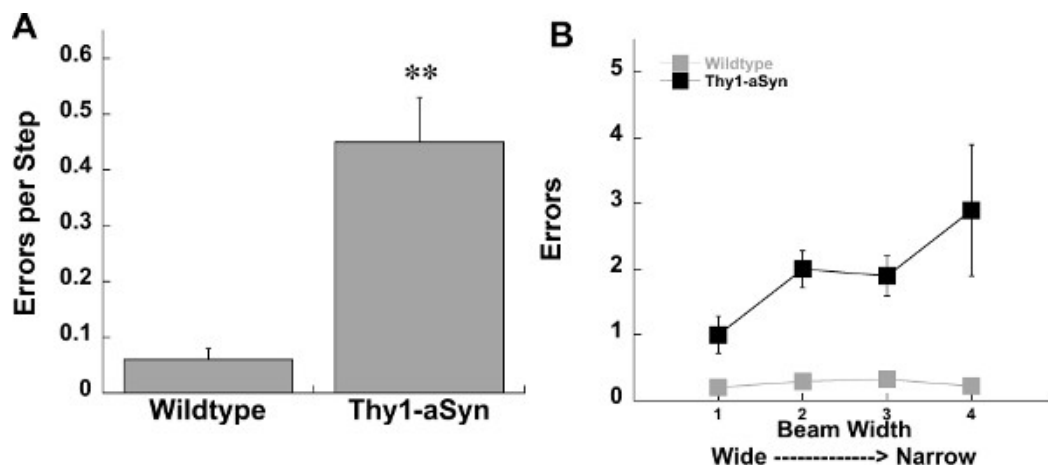 A
Errors per Step
0.6
0.5
0.4
0.3
0.2
0.1
0
**
Wildtype Thy1-aSyn
B
Errors
5
4
3
2
1
0
Wildtype
Thy1-aSyn
1 2 3 4
Beam Width
Wide -------------> Narrow